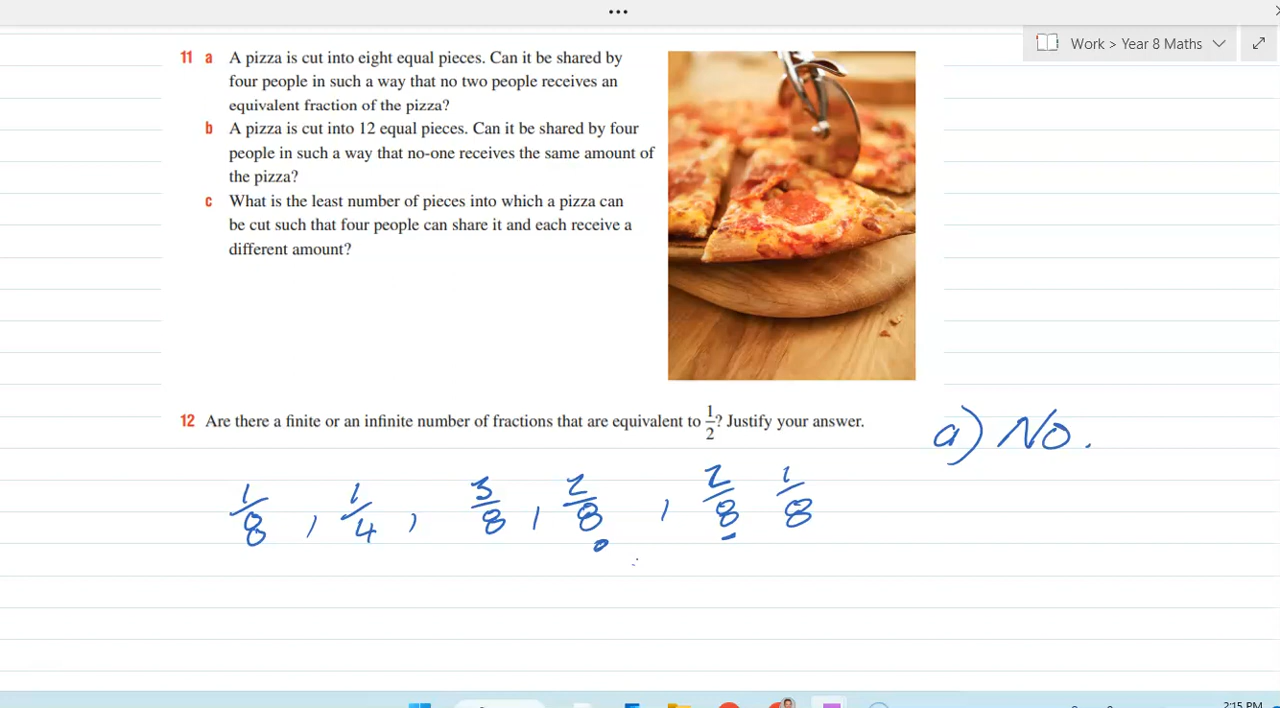 ...
Work > Year 8 Maths
11 a A pizza is cut into eight equal pieces. Can it be shared by
four people in such a way that no two people receives an
equivalent fraction of the pizza?
b A pizza is cut into 12 equal pieces. Can it be shared by four
people in such a way that no-one receives the same amount of
the pizza?
c What is the least number of pieces into which a pizza can
be cut such that four people can share it and each receive a
different amount?
12 Are there a finite or an infinite number of fractions that are equivalent to 1/2? Justify your answer.
a) No.
1/8 , 1/4 , 3/8 , 2/8 , 2/8 1/8
2:15 PM